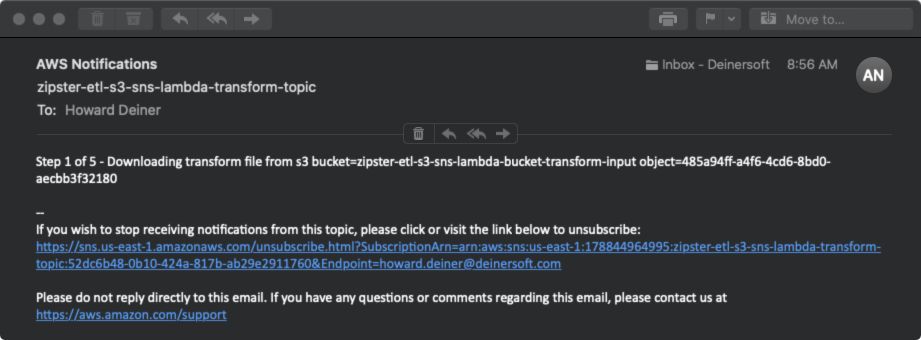 Move to...
AWS Notifications
Inbox - Deinersoft 8:56 AM
AN
zipster-etl-s3-sns-lambda-transform-topic
To: Howard Deiner
Step 1 of 5 - Downloading transform file from s3 bucket=zipster-etl-s3-sns-lambda-bucket-transform-input object=485a94ff-a4f6-4cd6-8bd0-
aecbb3f32180
--
If you wish to stop receiving notifications from this topic, please click or visit the link below to unsubscribe:
https://sns.us-east-1.amazonaws.com/unsubscribe.html?SubscriptionArn=arn:aws:sns:us-east-1:178844964995:zipster-etl-s3-sns-lambda-transform-
topic:52dc6b48-0b10-424a-817b-ab29e2911760&Endpoint=howard.deiner@deinersoft.com
Please do not reply directly to this email. If you have any questions or comments regarding this email, please contact us at
https://aws.amazon.com/support